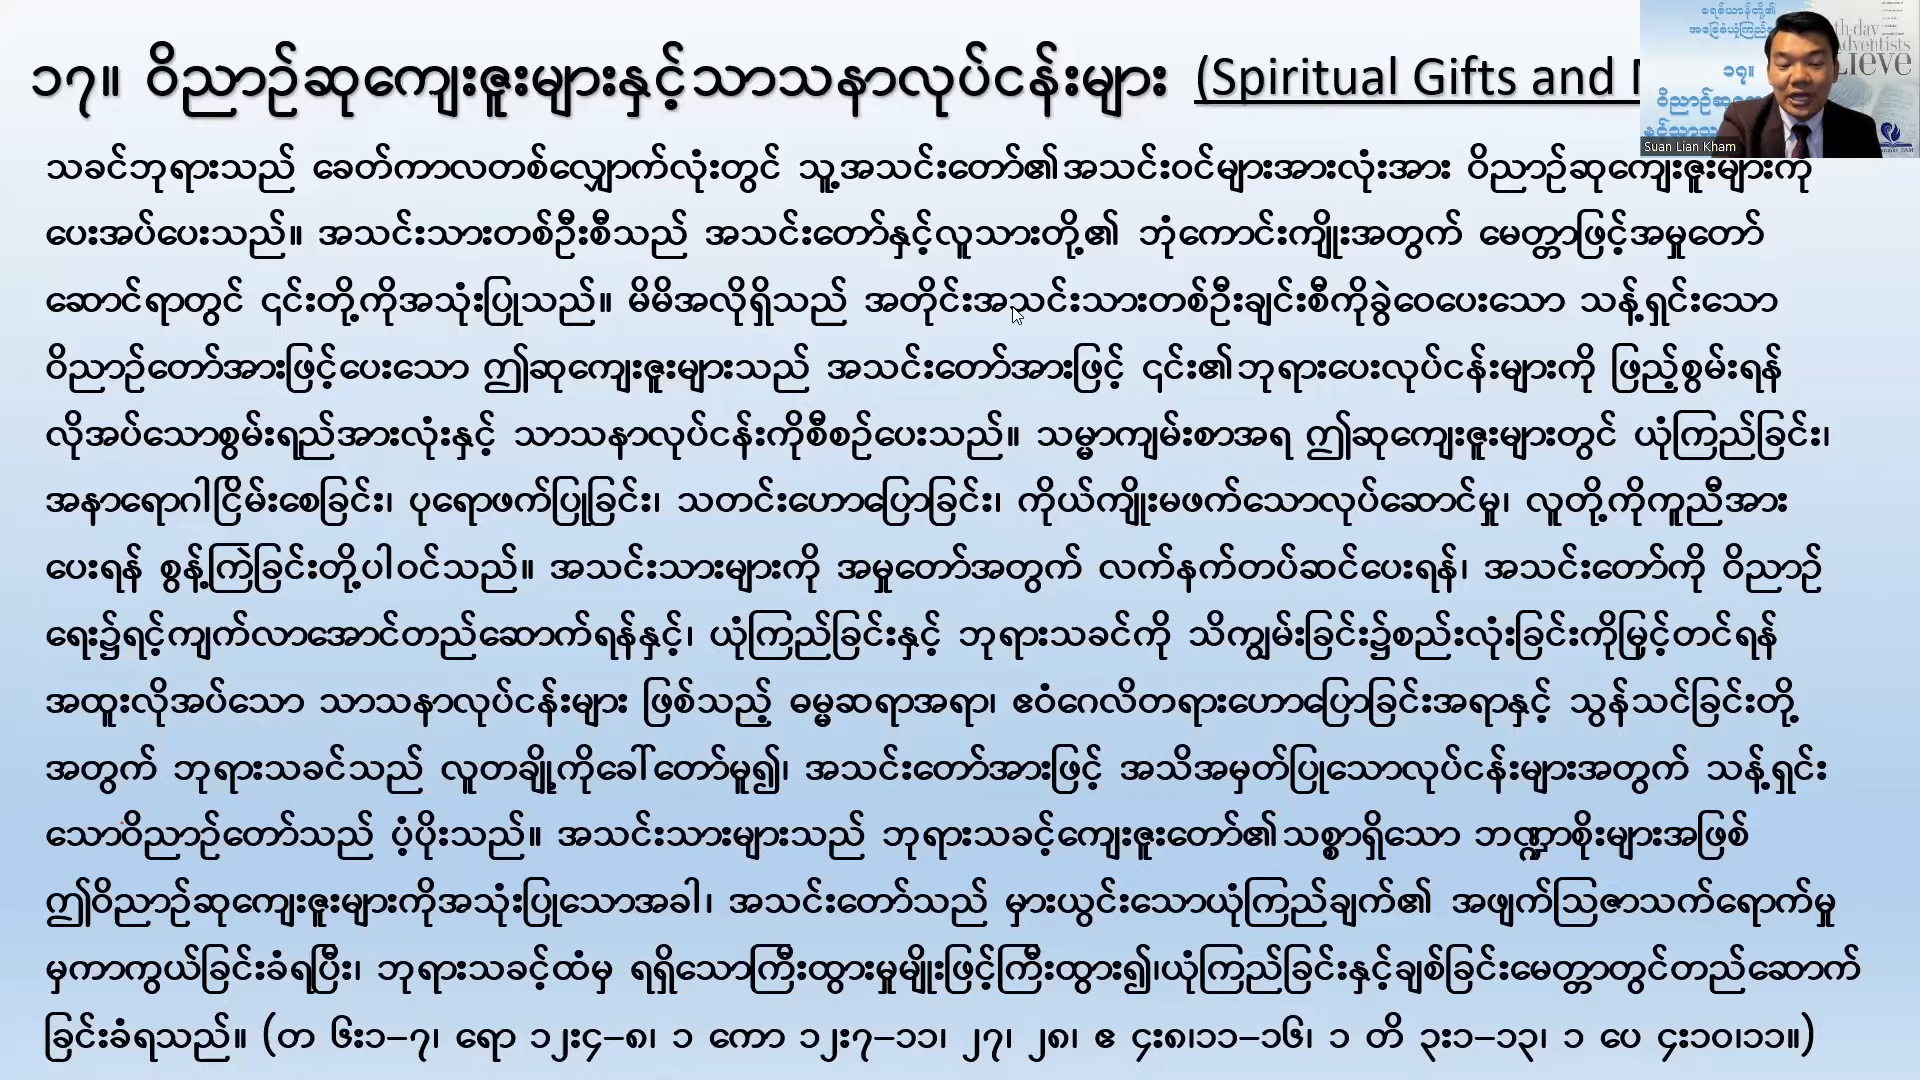 ၁၇။ ဝိညာဉ်ဆုကျေးဇူးများနှင့်သာသနာလုပ်ငန်းများ (Spiritual Gifts and
သခင်ဘုရားသည် ခေတ်ကာလတစ်လျှောက်လုံးတွင် သူ့အသင်းတော်၏အသင်းဝင်များအားလုံးအား ဝိညာဉ်ဆုကျေးဇူးများကို
ပေးအပ်ပေးသည်။ အသင်းသားတစ်ဦးစီသည် အသင်းတော်နှင့်လူသားတို့၏ ဘုံကောင်းကျိုးအတွက် မေတ္တာဖြင့်အမှုတော်
ဆောင်ရာတွင် ၎င်းတို့ကိုအသုံးပြုသည်။ မိမိအလိုရှိသည် အတိုင်းအသင်းသားတစ်ဦးချင်းစီကိုခွဲဝေပေးသော သန့်ရှင်းသော
ဝိညာဉ်တော်အားဖြင့်ပေးသော ဤဆုကျေးဇူးများသည် အသင်းတော်အားဖြင့် ၎င်း၏ဘုရားပေးလုပ်ငန်းများကို ဖြည့်စွမ်းရန်
လိုအပ်သောစွမ်းရည်အားလုံးနှင့် သာသနာလုပ်ငန်းကိုစီစဉ်ပေးသည်။ သမ္မာကျမ်းစာအရ ဤဆုကျေးဇူးများတွင် ယုံကြည်ခြင်း၊
အနာရောဂါငြိမ်းစေခြင်း၊ ပုရောဖက်ပြုခြင်း၊ သတင်းဟောပြောခြင်း၊ ကိုယ်ကျိုးမဖက်သောလုပ်ဆောင်မှု၊ လူတို့ကိုကူညီအား
ပေးရန် စွန့်ကြဲခြင်းတို့ပါဝင်သည်။ အသင်းသားများကို အမှုတော်အတွက် လက်နက်တပ်ဆင်ပေးရန်၊ အသင်းတော်ကို ဝိညာဉ်
ရေး၌ရင့်ကျက်လာအောင်တည်ဆောက်ရန်နှင့်၊ ယုံကြည်ခြင်းနှင့် ဘုရားသခင်ကို သိကျွမ်းခြင်း၌စည်းလုံးခြင်းကိုမြှင့်တင်ရန်
အထူးလိုအပ်သော သာသနာလုပ်ငန်းများ ဖြစ်သည့် ဓမ္မဆရာအရာ၊ ဧဝံဂေလိတရားဟောပြောခြင်းအရာနှင့် သွန်သင်ခြင်းတို့
အတွက် ဘုရားသခင်သည် လူတချို့ကိုခေါ်တော်မူ၍၊ အသင်းတော်အားဖြင့် အသိအမှတ်ပြုသောလုပ်ငန်းများအတွက် သန့်ရှင်း
သောဝိညာဉ်တော်သည် ပံ့ပိုးသည်။ အသင်းသားများသည် ဘုရားသခင့်ကျေးဇူးတော်၏သစ္စာရှိသော ဘဏ္ဍာစိုးများအဖြစ်
ဤဝိညာဉ်ဆုကျေးဇူးများကိုအသုံးပြုသောအခါ၊ အသင်းတော်သည် မှားယွင်းသောယုံကြည်ချက်၏ အဖျက်သြဇာသက်ရောက်မှု
မှကာကွယ်ခြင်းခံရပြီး၊ ဘုရားသခင့်ထံမှ ရရှိသောကြီးထွားမှုမျိုးဖြင့်ကြီးထွား၍၊ယုံကြည်ခြင်းနှင့်ချစ်ခြင်းမေတ္တာတွင်တည်ဆောက်
ခြင်းခံရသည်။ (တ ၆း၁–၇၊ ရော ၁၂း၄–၈၊ ၁ ကော ၁၂း၇–၁၁၊ ၂၇၊ ၂၈၊ ဧ ၄း၈၊၁၁–၁၆၊ ၁ တိ ၃း၁–၁၃၊ ၁ ပေ ၄း၁၀၊၁၁။)
၁၇။
Suan Lian Kham